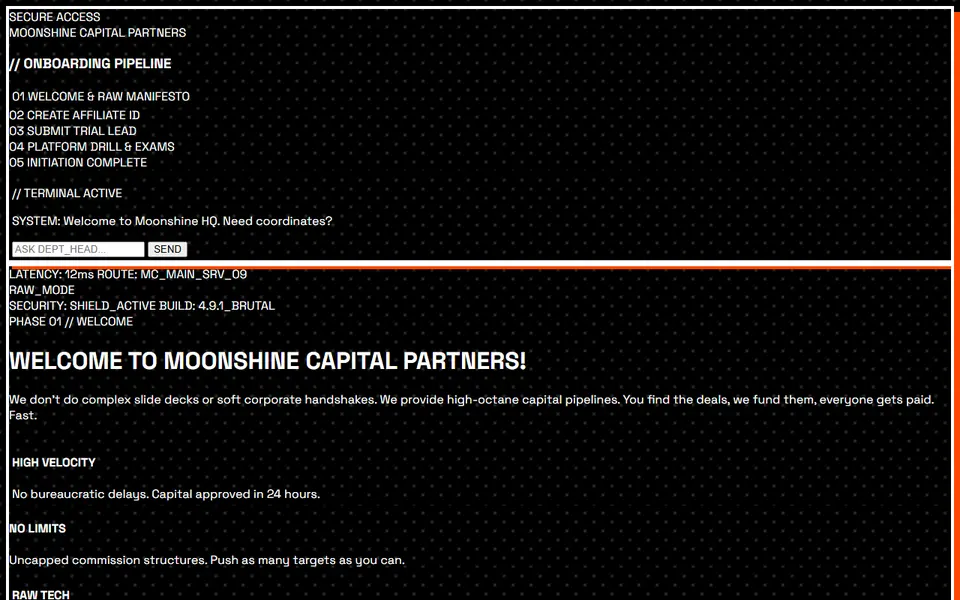 SECURE ACCESS
MOONSHINE CAPITAL PARTNERS
// ONBOARDING PIPELINE
01 WELCOME & RAW MANIFESTO
02 CREATE AFFILIATE ID
03 SUBMIT TRIAL LEAD
04 PLATFORM DRILL & EXAMS
05 INITIATION COMPLETE
// TERMINAL ACTIVE
SYSTEM: Welcome to Moonshine HQ. Need coordinates?
ASK DEPT_HEAD... SEND
LATENCY: 12ms ROUTE: MC_MAIN_SRV_09
RAW_MODE
SECURITY: SHIELD_ACTIVE BUILD: 4.9.1_BRUTAL
PHASE 01 // WELCOME
WELCOME TO MOONSHINE CAPITAL PARTNERS!
We don't do complex slide decks or soft corporate handshakes. We provide high-octane capital pipelines. You find the deals, we fund them, everyone gets paid.
Fast.
HIGH VELOCITY
No bureaucratic delays. Capital approved in 24 hours.
NO LIMITS
Uncapped commission structures. Push as many targets as you can.
RAW TECH